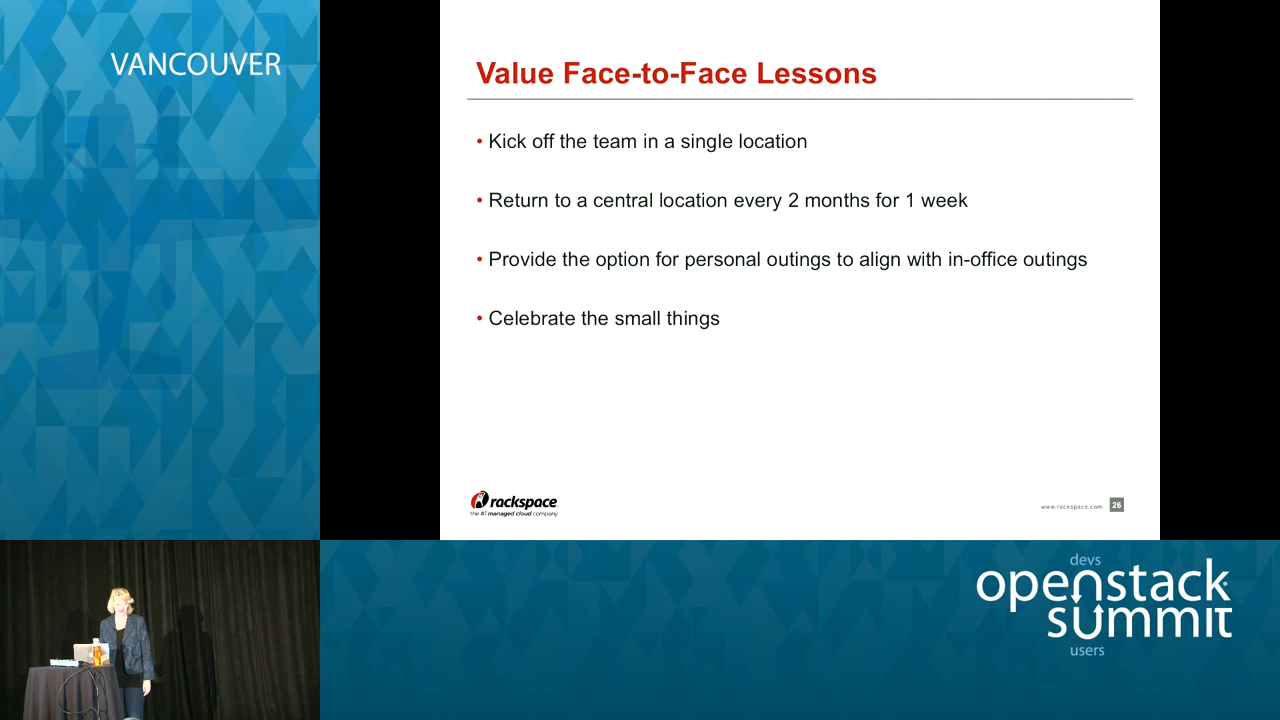 VANCOUVER
Value Face-to-Face Lessons
• Kick off the team in a single location
• Return to a central location every 2 months for 1 week
• Provide the option for personal outings to align with in-office outings
• Celebrate the small things
rackspace
the #1 managed cloud company
www.rackspace.com 26
devs
openstack
summit
users